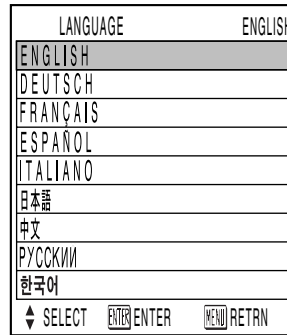 LANGUAGE ENGLISH
ENGLISH
DEUTSCH
FRANÇAIS
ESPAÑOL
ITALIANO
日本語
中文
РУССКИИ
한국어
SELECT ENTER ENTER MENU RETRN